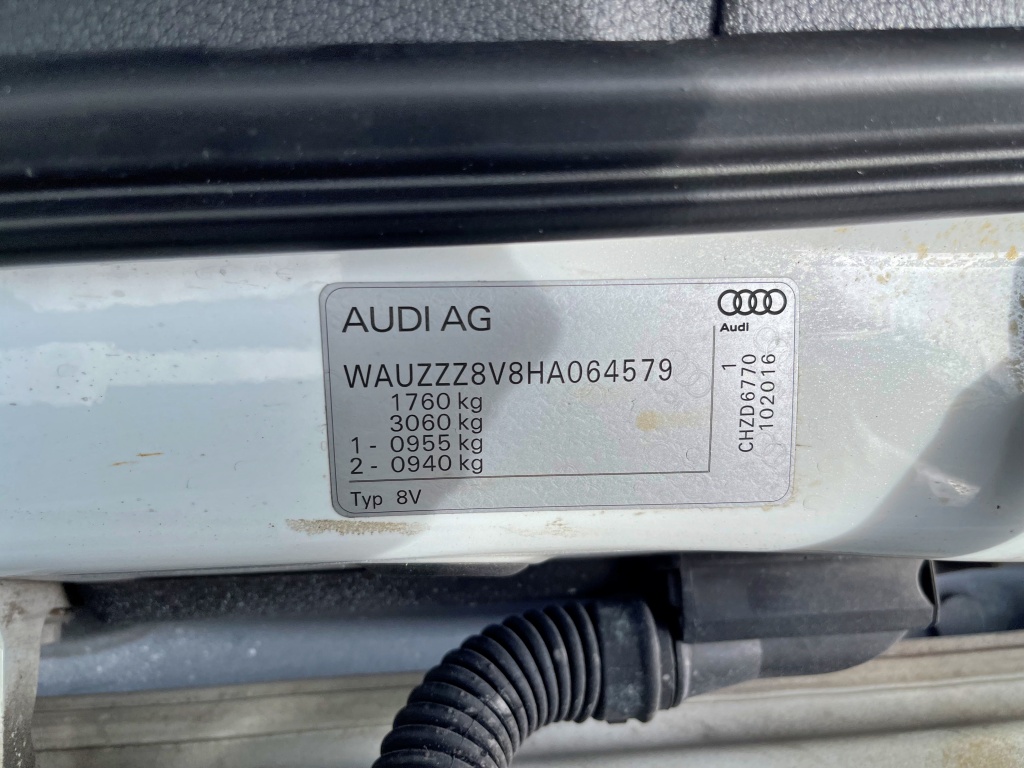 AUDI AG
Audi
WAUZZZ8V8HA064579
1760 kg
3060 kg
1 - 0955 kg
2 - 0940 kg
Typ 8V
CHZD6770 1
102016